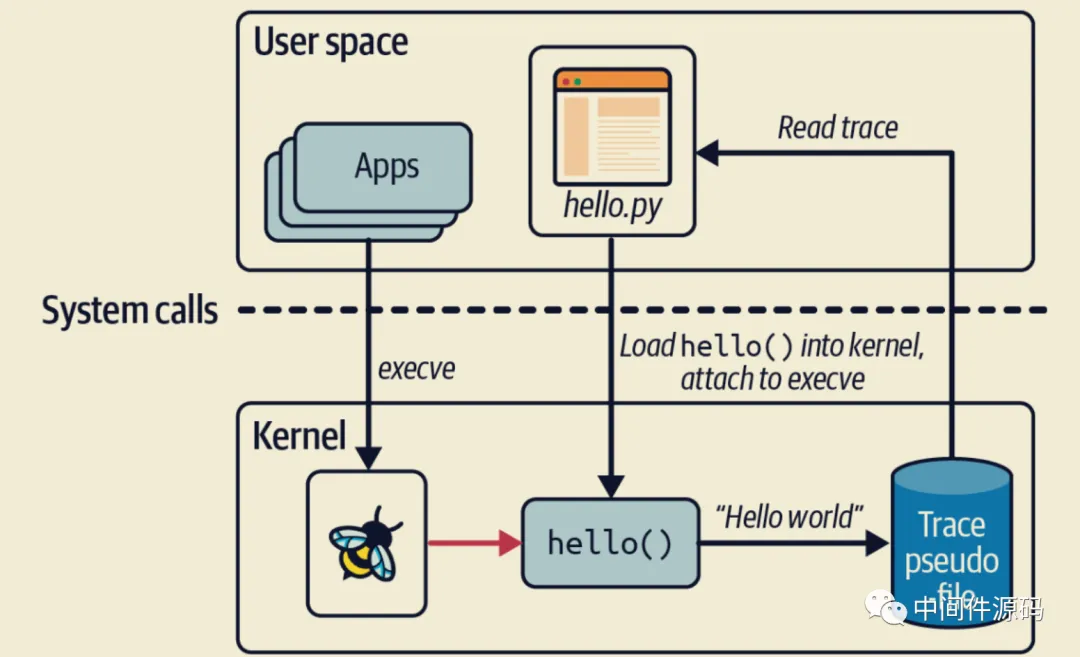 User space
Apps
hello.py
Read trace
System calls
execve
Load hello() into kernel,
attach to execve
Kernel
hello()
“Hello world”
Trace
pseudo
-file
中间件源码